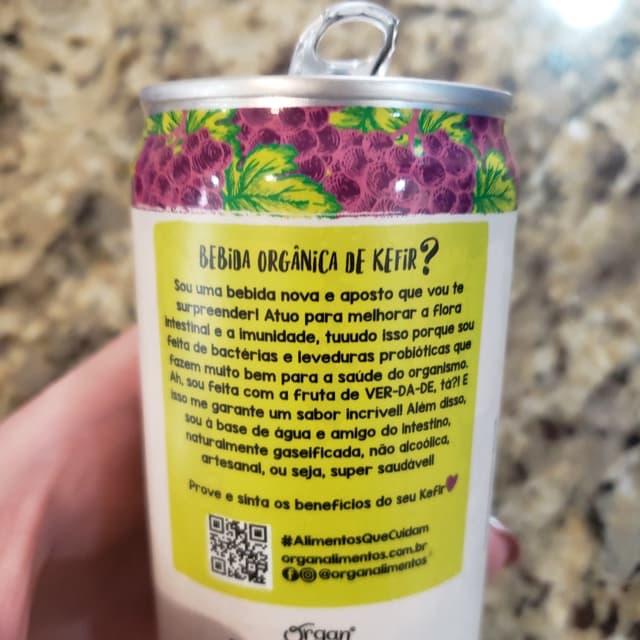 BEBIDA ORGÂNICA DE KEFIR?
Sou uma bebida nova e aposto que vou te
surpreender! Atuo para melhorar a flora
intestinal e a imunidade, tuuudo isso porque sou
feita de bactérias e leveduras probióticas que
fazem muito bem para a saúde do organismo.
Ah, sou feita com a fruta de VER-DA-DE, tá?! E
isso me garante um sabor incrível! Além disso,
sou à base de água e amigo do intestino,
naturalmente gaseificada, não alcoólica,
artesanal, ou seja, super saudável!
Prove e sinta os benefícios do seu Kefir
#AlimentosQueCuidam
organalimentos.com.br
@organalimentos
Organ